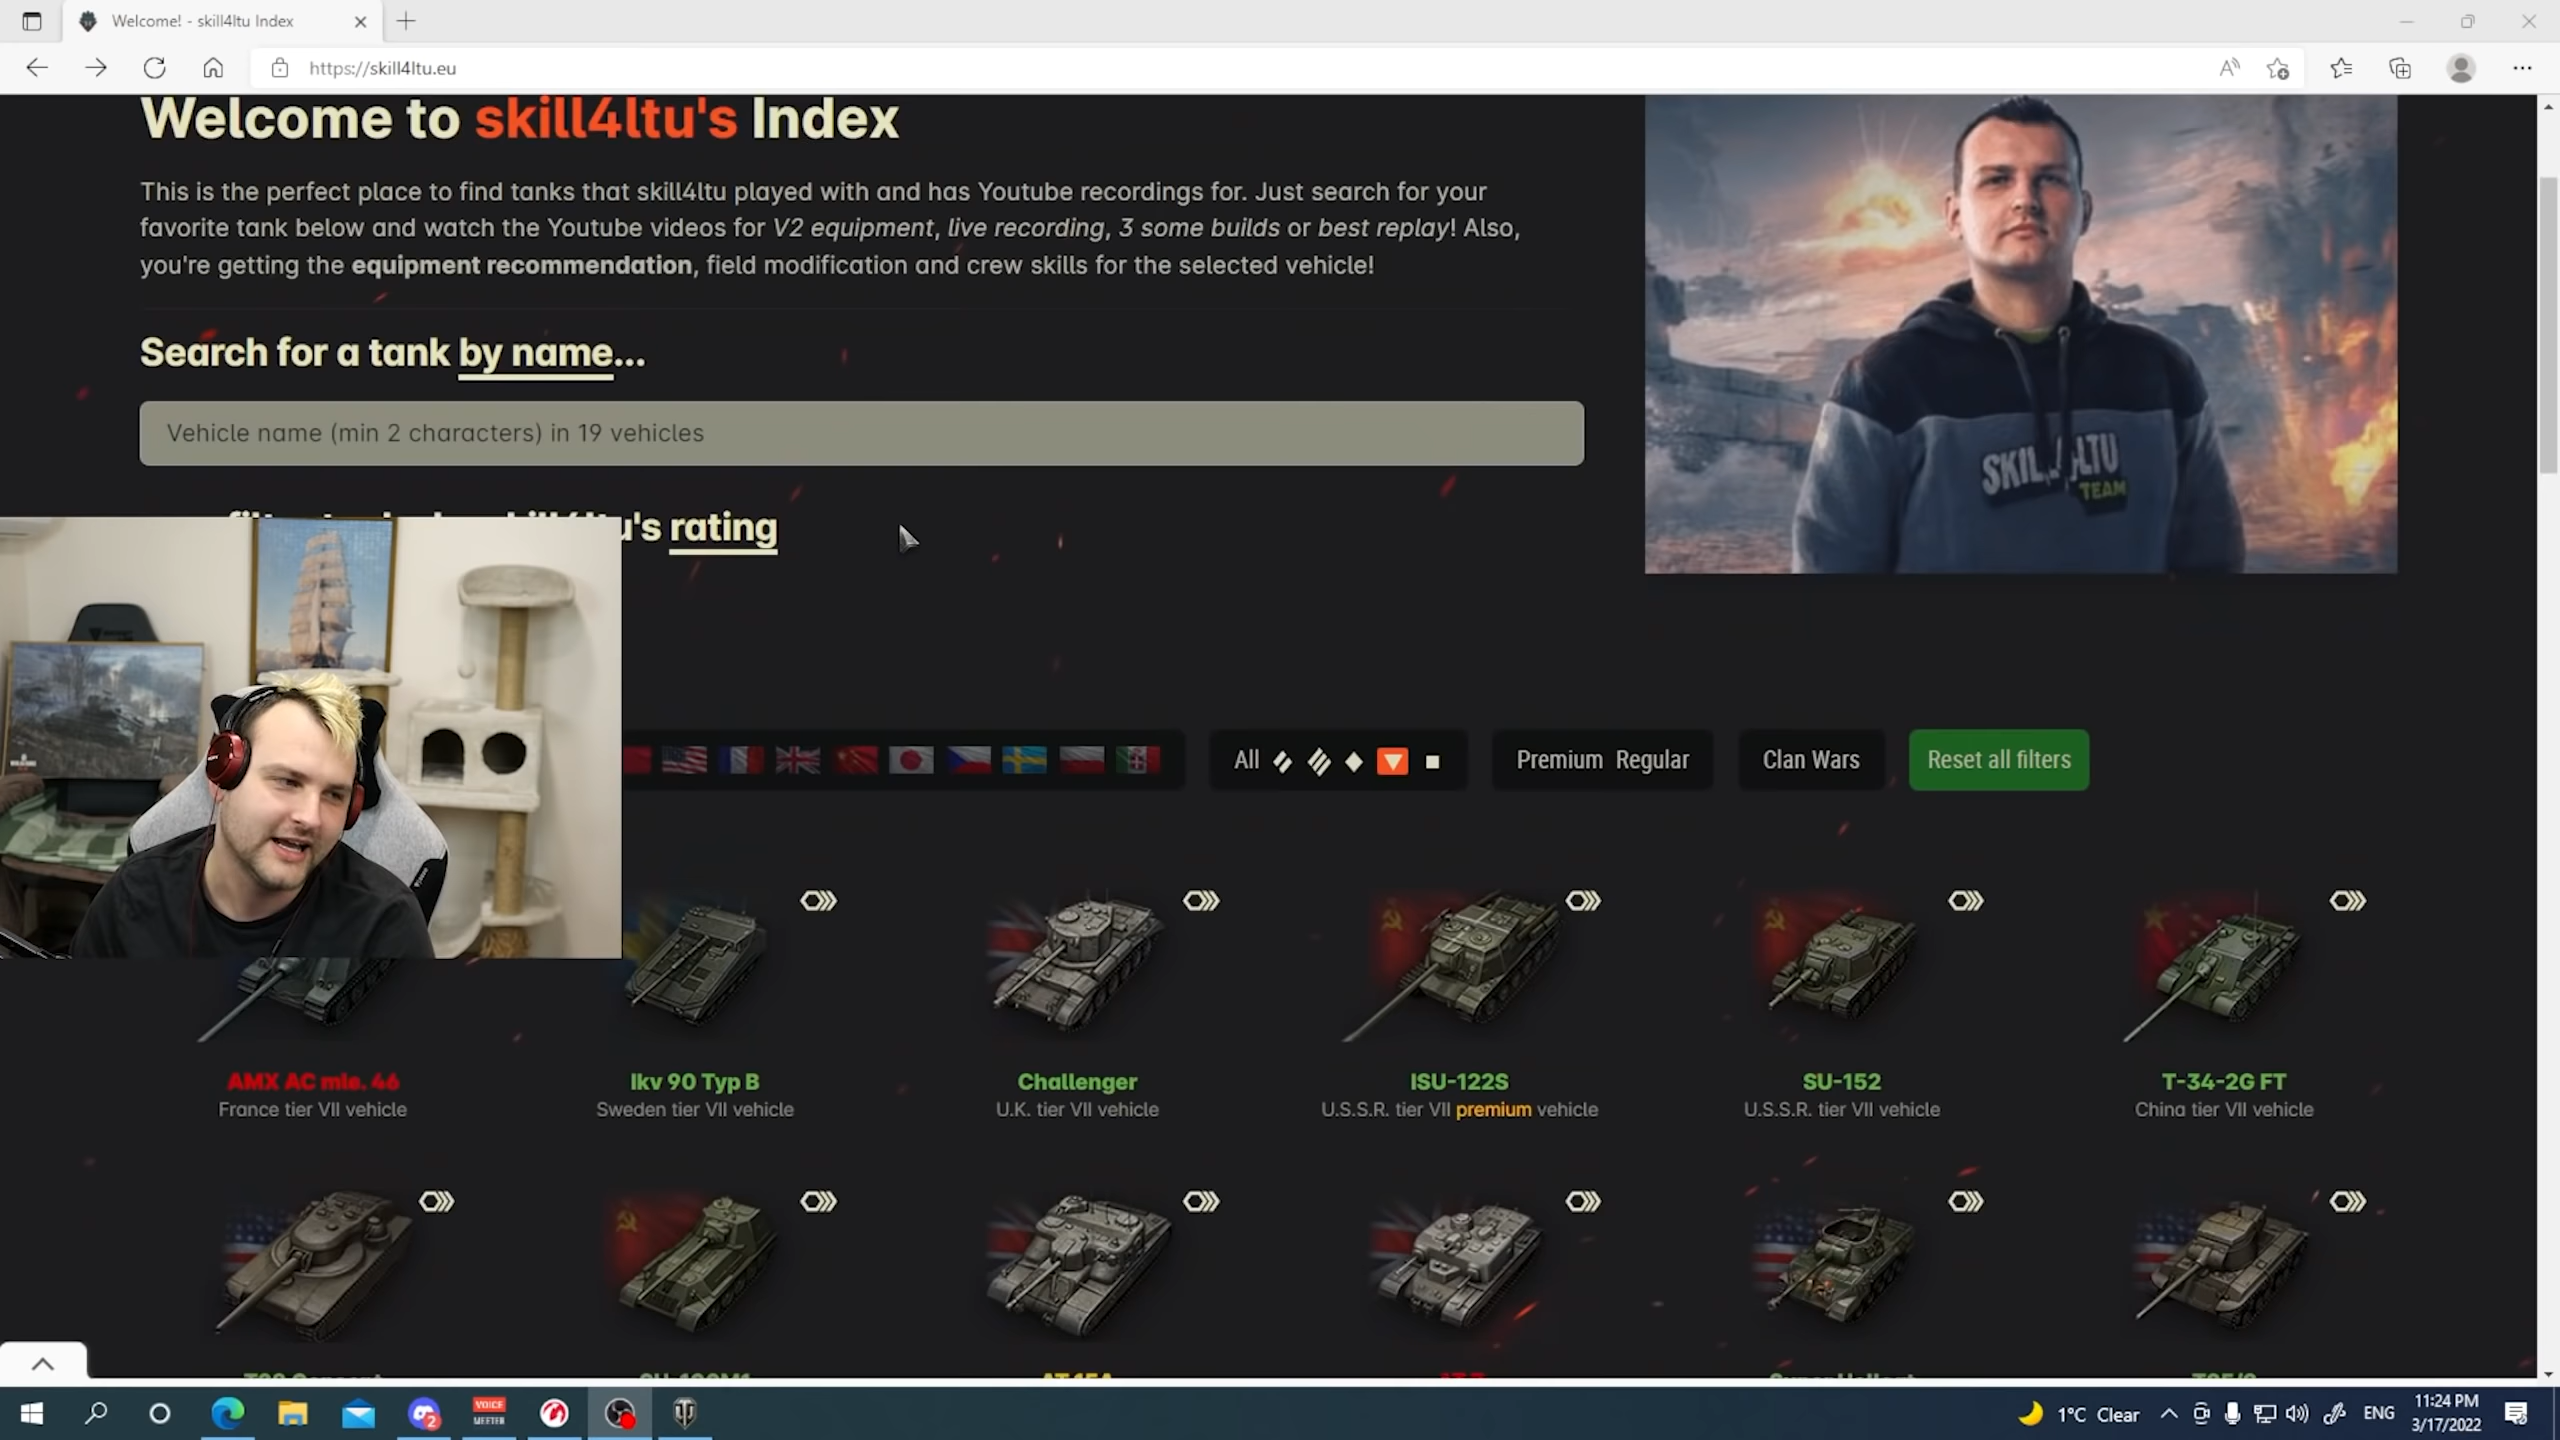 Welcome! - skill4ltu Index
https://skill4ltu.eu
Welcome to skill4ltu's Index
This is the perfect place to find tanks that skill4ltu played with and has Youtube recordings for. Just search for your
favorite tank below and watch the Youtube videos for V2 equipment, live recording, 3 some builds or best replay! Also,
you're getting the equipment recommendation, field modification and crew skills for the selected vehicle!
Search for a tank by name...
Vehicle name (min 2 characters) in 19 vehicles
rating
SKILL4LTU
TEAM
All
Premium Regular
Clan Wars
Reset all filters
AMX AC mle. 46
France tier VII vehicle
Ikv 90 Typ B
Sweden tier VII vehicle
Challenger
U.K. tier VII vehicle
ISU-122S
U.S.S.R. tier VII premium vehicle
SU-152
U.S.S.R. tier VII vehicle
T-34-2G FT
China tier VII vehicle
VOICE
MEETER
2
1°C Clear
ENG
11:24 PM
3/17/2022